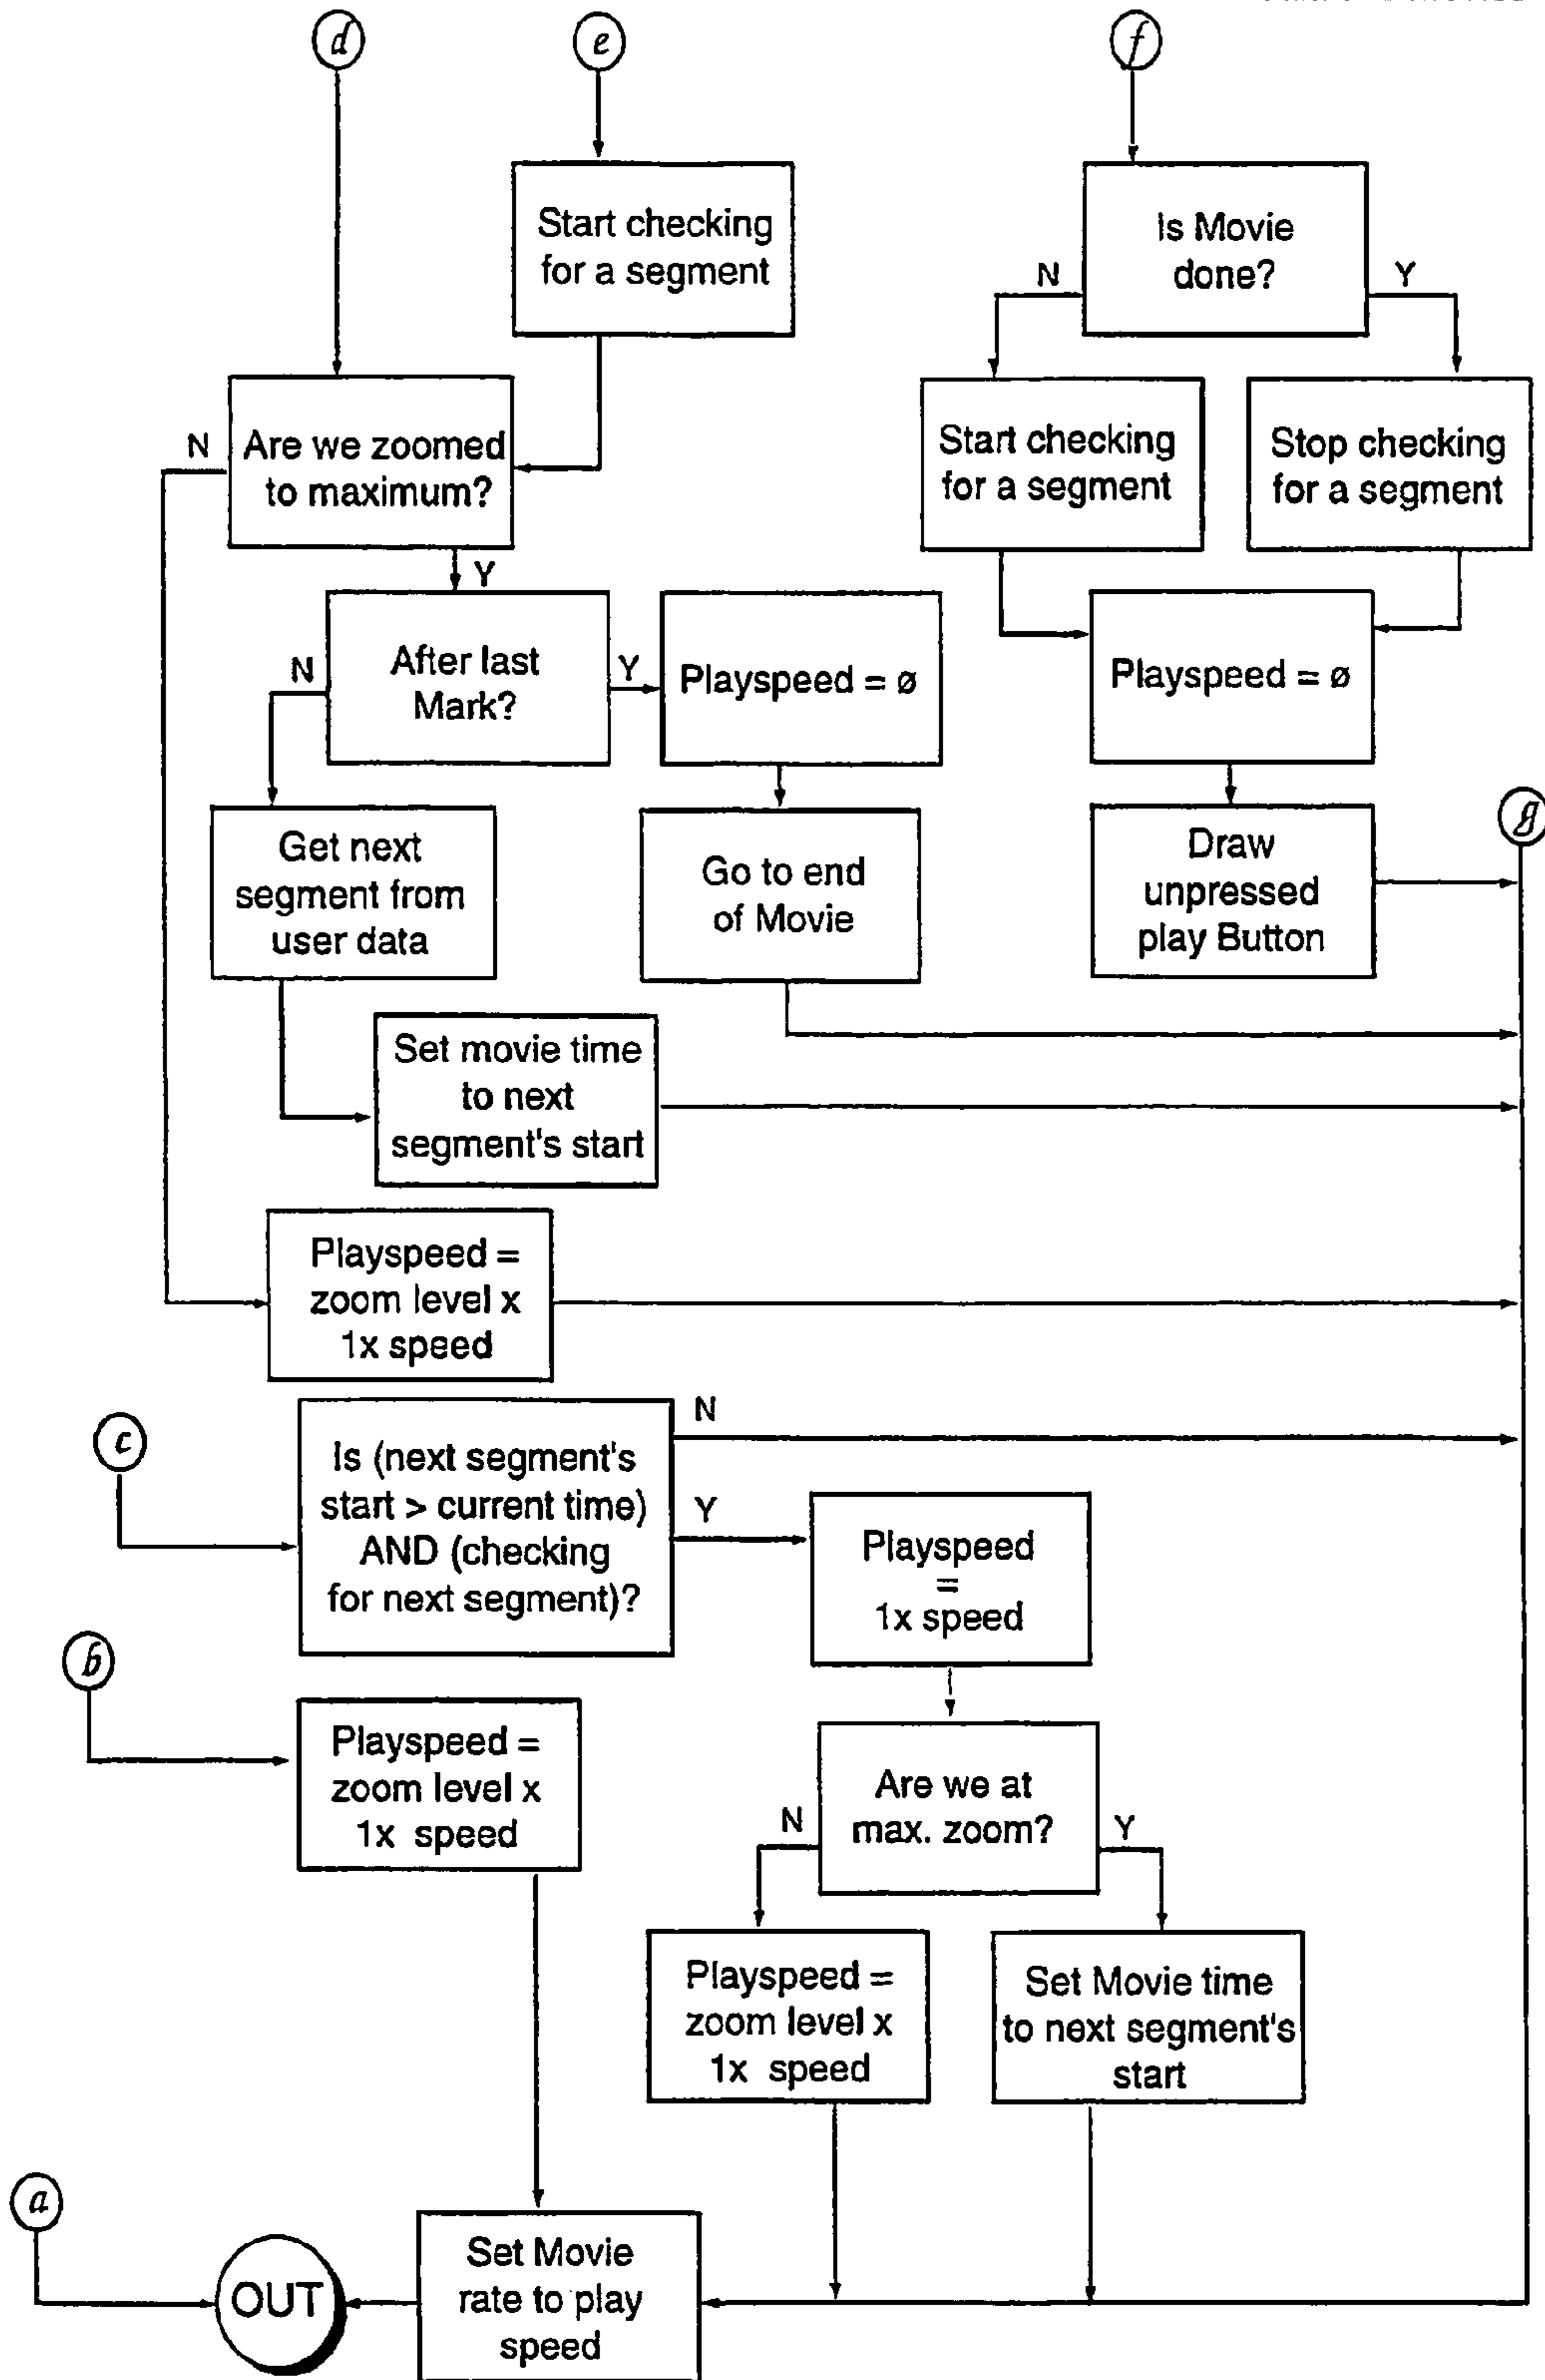 d
e
f
Start checking
for a segment
Is Movie
done?
N
Y
N
Are we zoomed
to maximum?
Y
Start checking
for a segment
Stop checking
for a segment
N
After last
Mark?
Y
Playspeed = ø
Playspeed = ø
g
Get next
segment from
user data
Go to end
of Movie
Draw
unpressed
play Button
Set movie time
to next
segment's start
Playspeed =
zoom level x
1x speed
c
Is (next segment's
start > current time)
AND (checking
for next segment)?
N
Y
Playspeed
=
1x speed
b
Playspeed =
zoom level x
1x speed
Are we at
max. zoom?
N
Y
Playspeed =
zoom level x
1x speed
Set Movie time
to next segment's
start
a
OUT
Set Movie
rate to play
speed